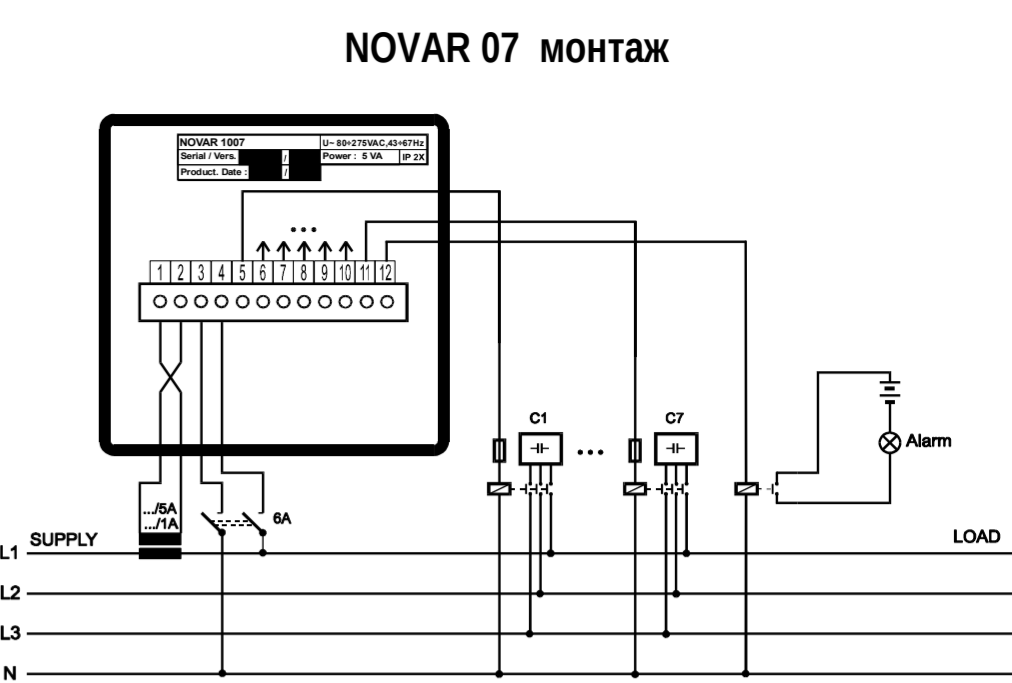 NOVAR 07 монтаж
NOVAR 1007 U~ 80÷275VAC,43÷67Hz
Serial / Vers. / Power : 5 VA IP 2X
Product. Date : /
1 2 3 4 5 6 7 8 9 10 11 12
C1 C7
Alarm
.../5A
.../1A
6A
SUPPLY LOAD
L1
L2
L3
N